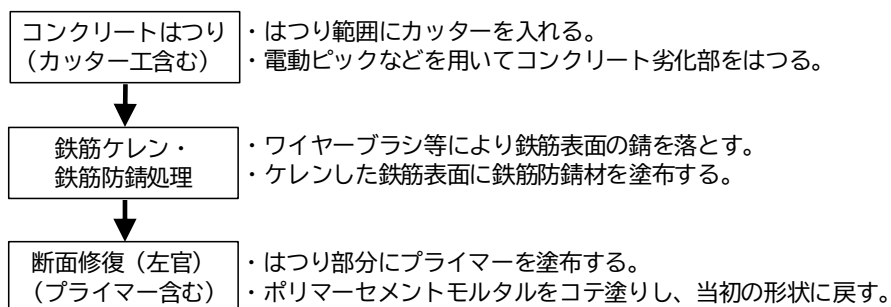 コンクリートはつり
（カッター工含む）
・はつり範囲にカッターを入れる。
・電動ピックなどを用いてコンクリート劣化部をはつる。
鉄筋ケレン・
鉄筋防錆処理
・ワイヤーブラシ等により鉄筋表面の錆を落とす。
・ケレンした鉄筋表面に鉄筋防錆材を塗布する。
断面修復（左官）
（プライマー含む）
・はつり部分にプライマーを塗布する。
・ポリマーセメントモルタルをコテ塗りし、当初の形状に戻す。